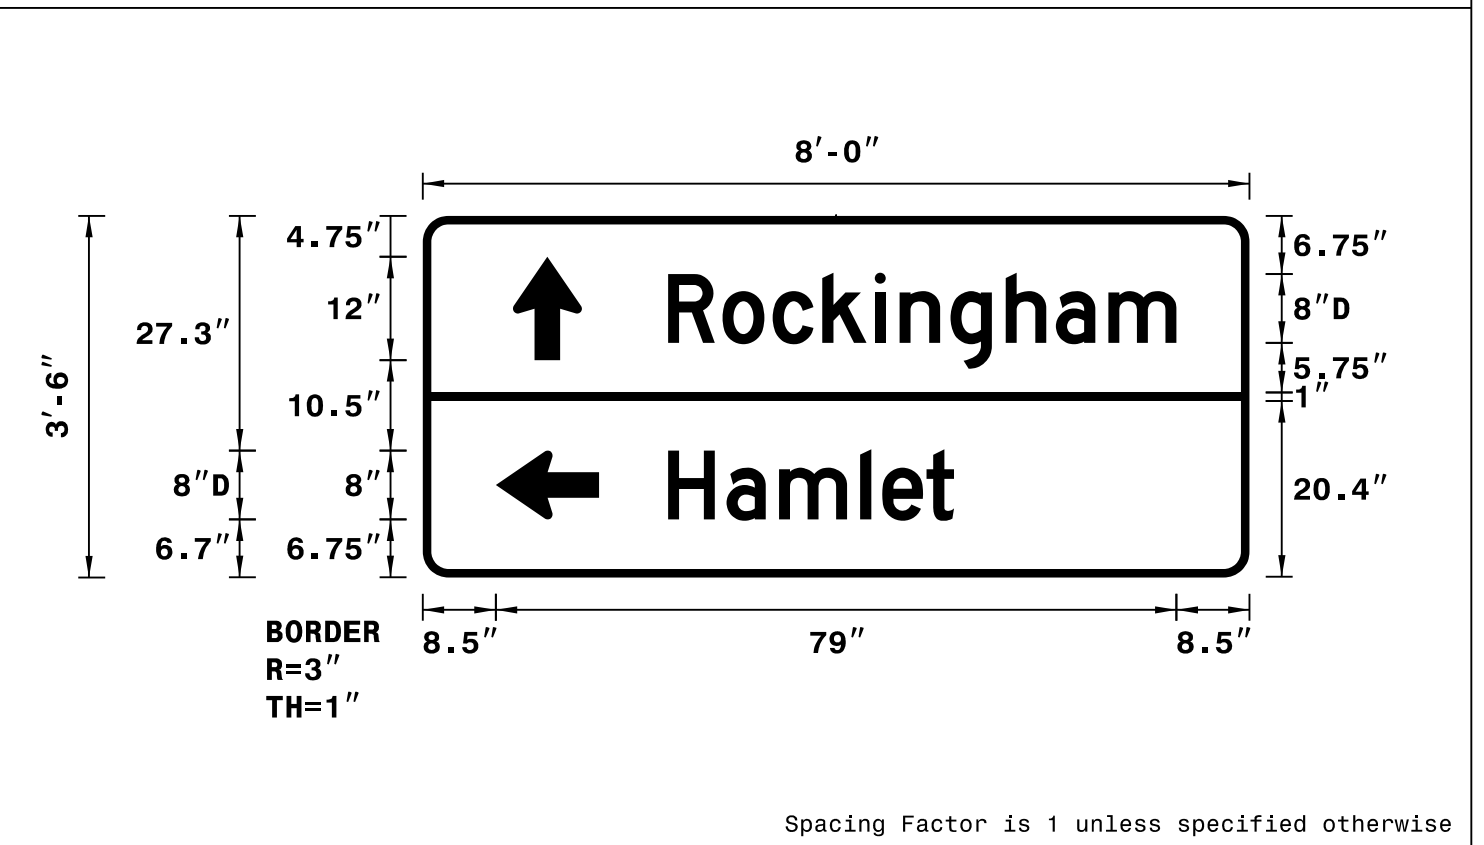 8'-0"
4.75"
6.75"
12"
Rockingham
8"D
27.3"
5.75"
3'-6"
10.5"
1"
8"D
8"
Hamlet
20.4"
6.7"
6.75"
BORDER
R=3"
TH=1"
8.5"
79"
8.5"
Spacing Factor is 1 unless specified otherwise